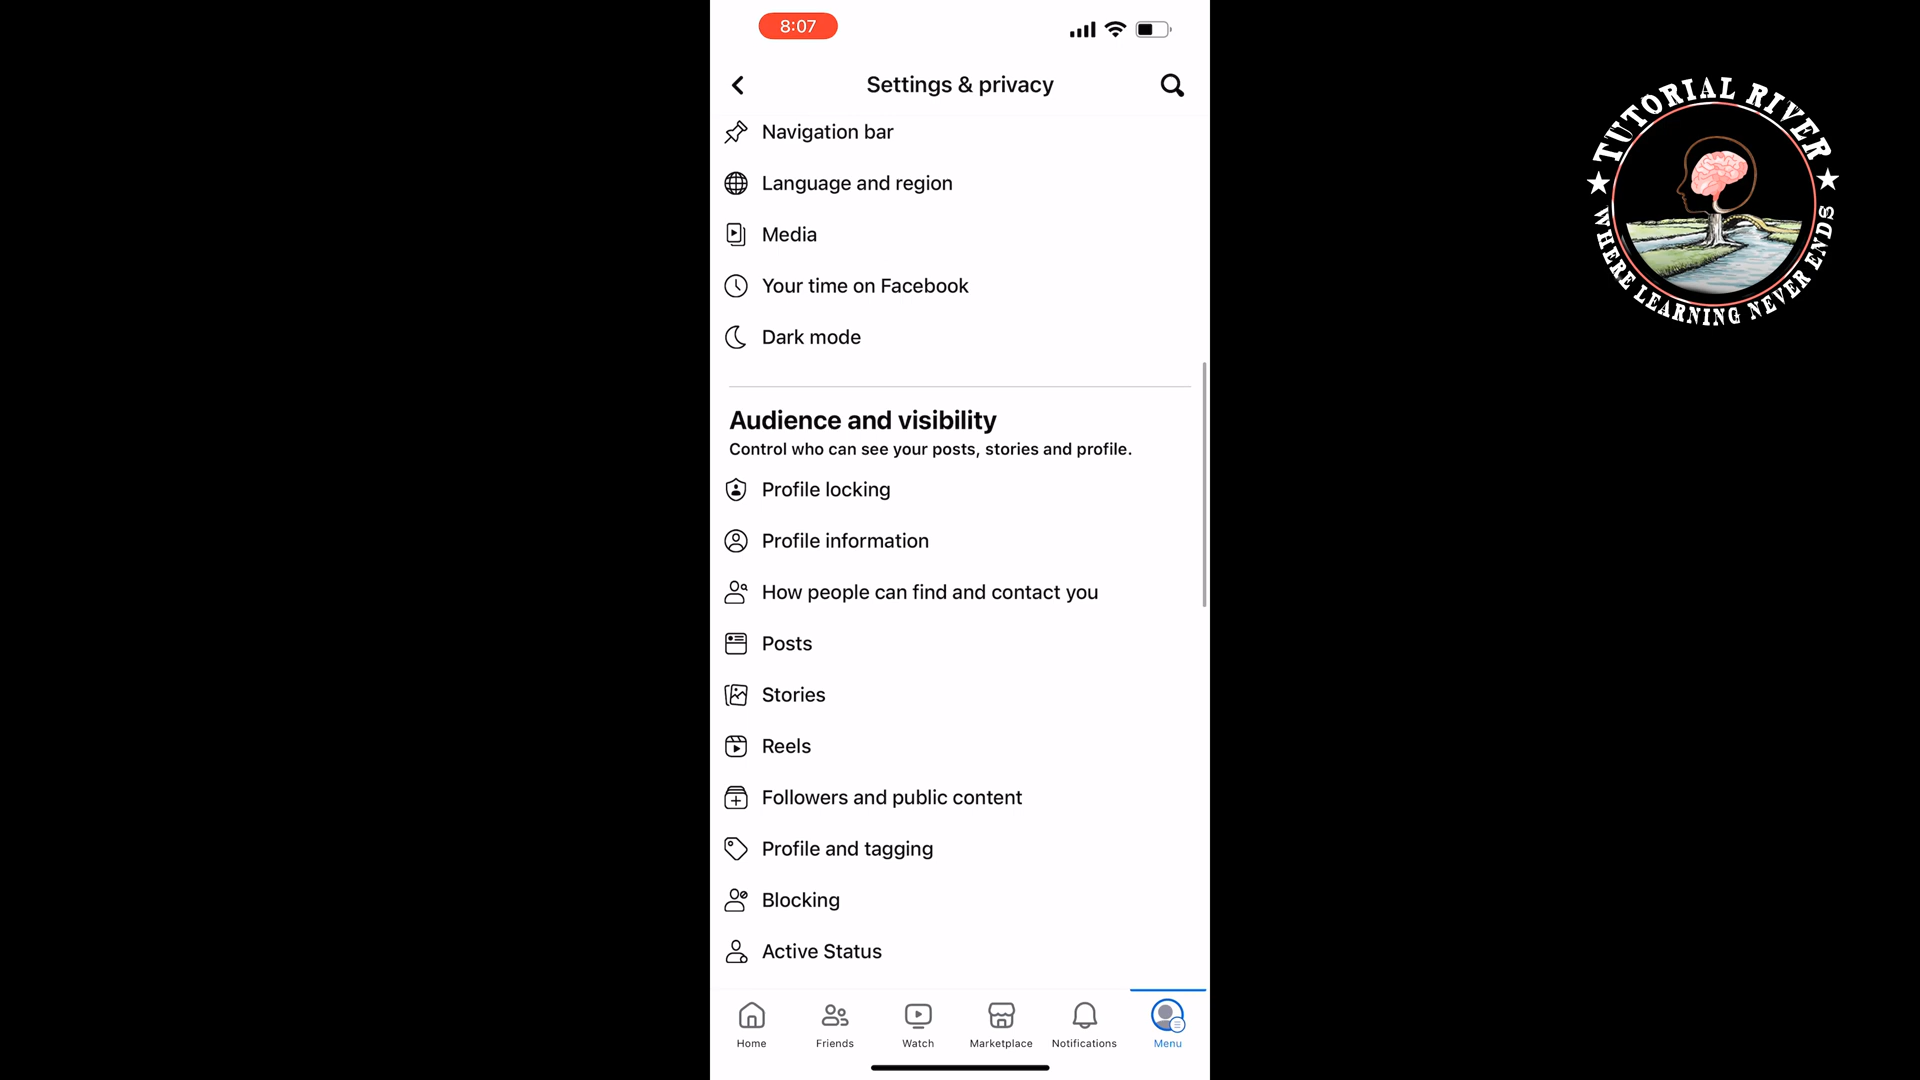 8:07
Settings & privacy
Navigation bar
Language and region
Media
Your time on Facebook
Dark mode
Audience and visibility
Control who can see your posts, stories and profile.
Profile locking
Profile information
How people can find and contact you
Posts
Stories
Reels
Followers and public content
Profile and tagging
Blocking
Active Status
Home
Friends
Watch
Marketplace
Notifications
Menu
TUTORIAL RIVER
WHERE LEARNING NEVER ENDS